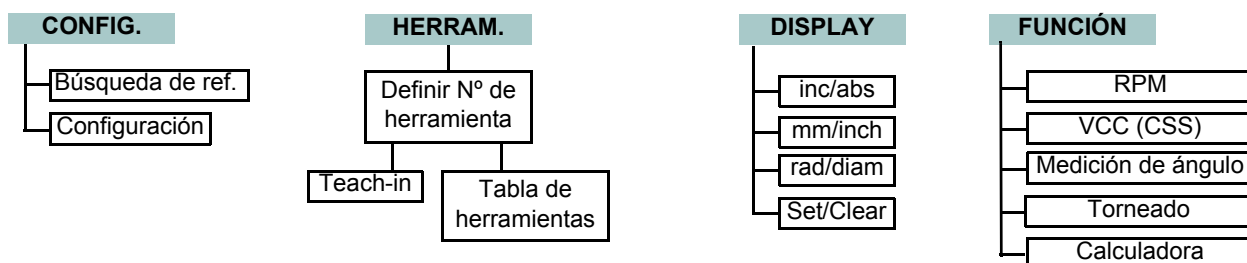 CONFIG.
Búsqueda de ref.
Configuración
HERRAM.
Definir Nº de
herramienta
Teach-in
Tabla de
herramientas
DISPLAY
inc/abs
mm/inch
rad/diam
Set/Clear
FUNCIÓN
RPM
VCC (CSS)
Medición de ángulo
Torneado
Calculadora